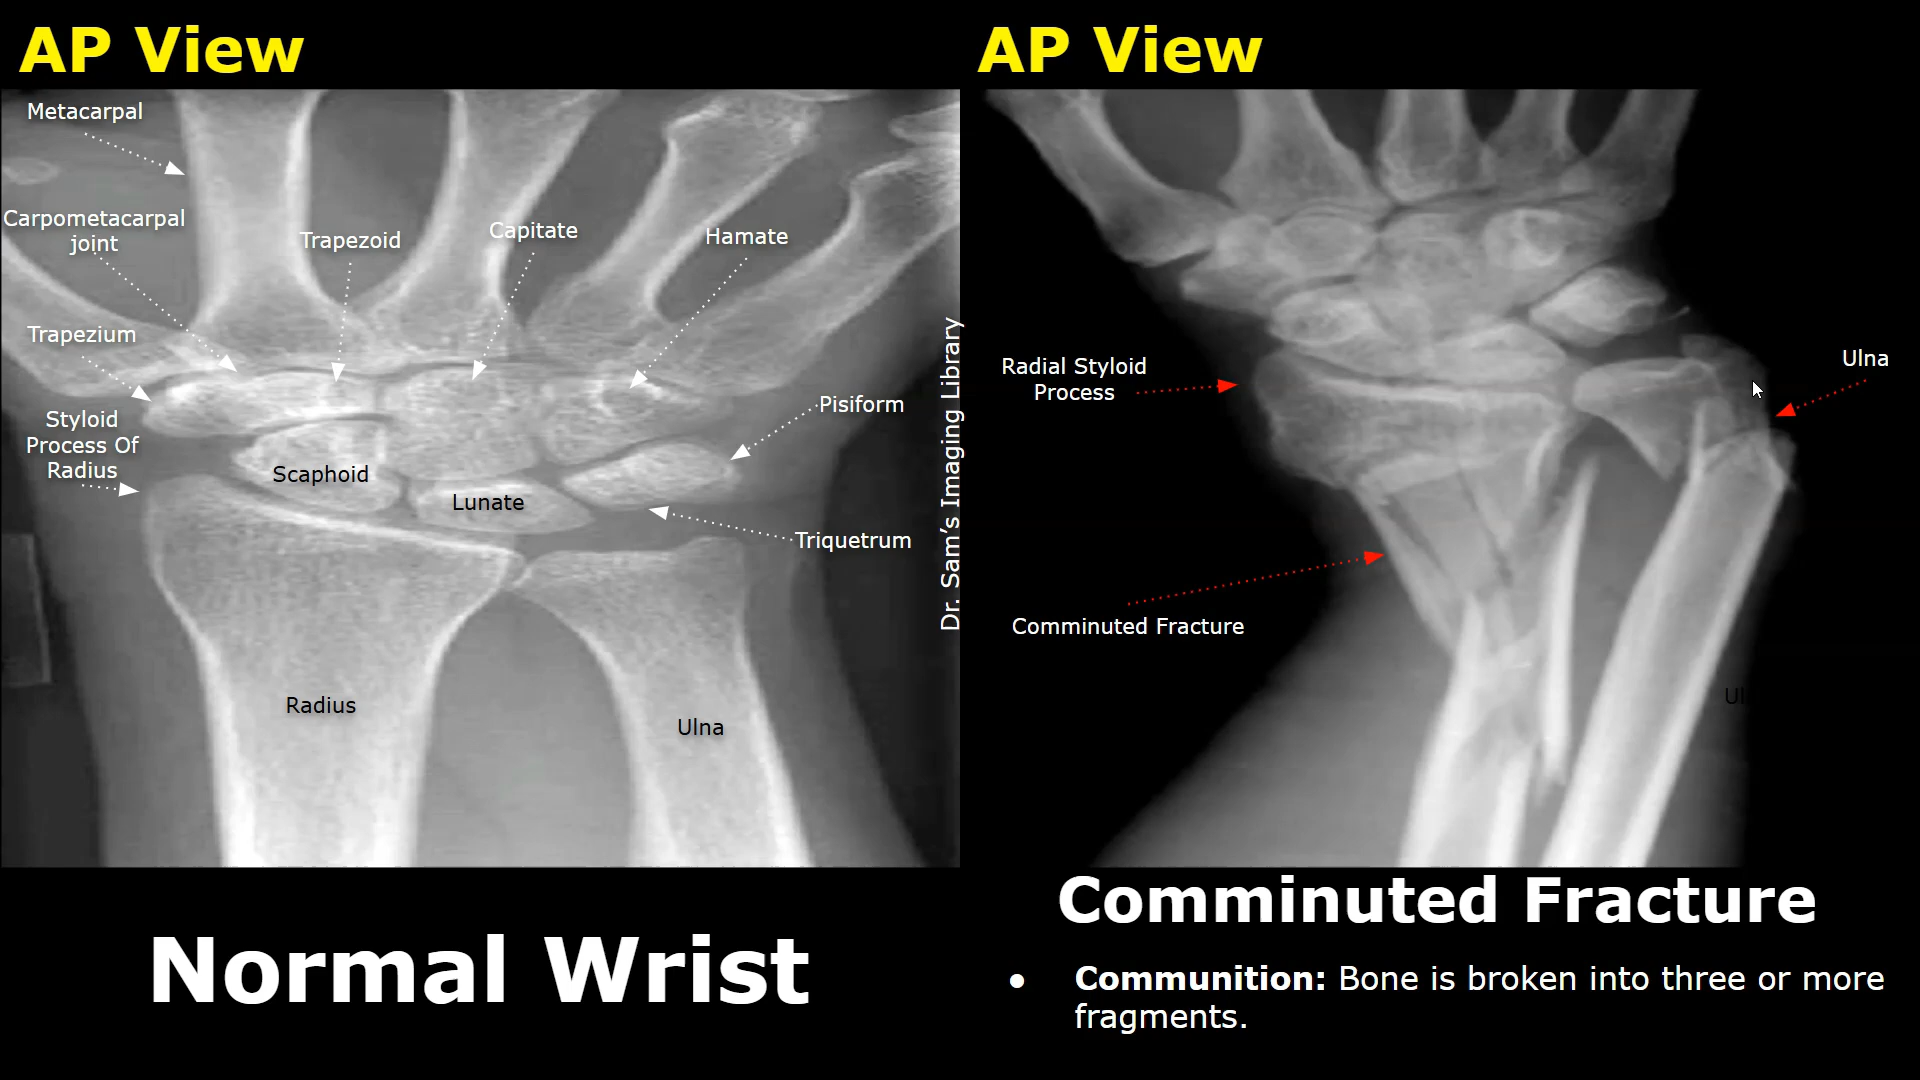 AP View
Metacarpal
Carpometacarpal
joint
Trapezoid
Capitate
Hamate
Trapezium
Styloid
Process Of
Radius
Pisiform
Scaphoid
Lunate
Triquetrum
Radius
Ulna
Normal Wrist
Dr. Sam's Imaging Library
AP View
Radial Styloid
Process
Ulna
Comminuted Fracture
Comminuted Fracture
● Communition: Bone is broken into three or more
fragments.